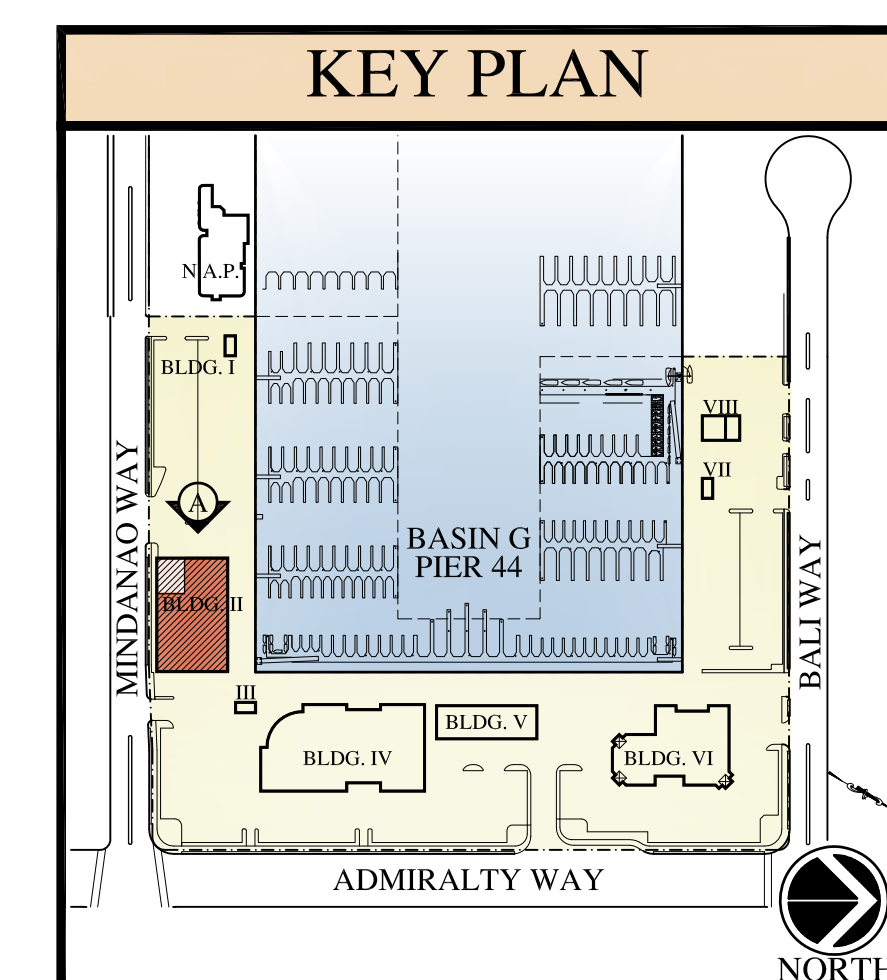 KEY PLAN
N.A.P.
BLDG. I
VIII
VII
A
MINDANAO WAY
BASIN G
PIER 44
BALI WAY
BLDG. II
III
BLDG. V
BLDG. IV
BLDG. VI
ADMIRALTY WAY
NORTH